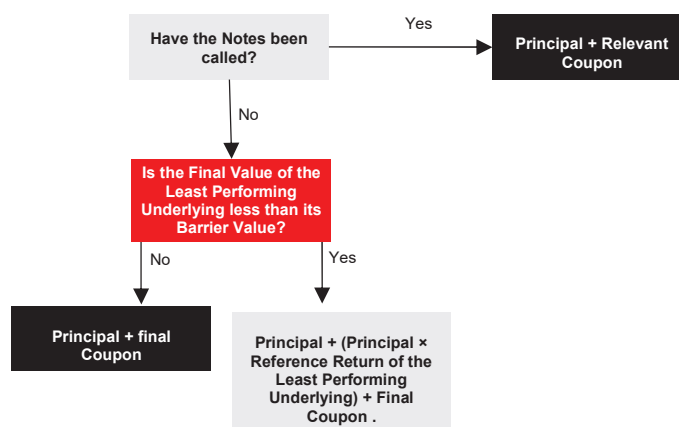 Have the Notes been
called?
Yes
Principal + Relevant
Coupon
No
Is the Final Value of the
Least Performing
Underlying less than its
Barrier Value?
No
Yes
Principal + final
Coupon
Principal + (Principal ×
Reference Return of the
Least Performing
Underlying) + Final
Coupon .